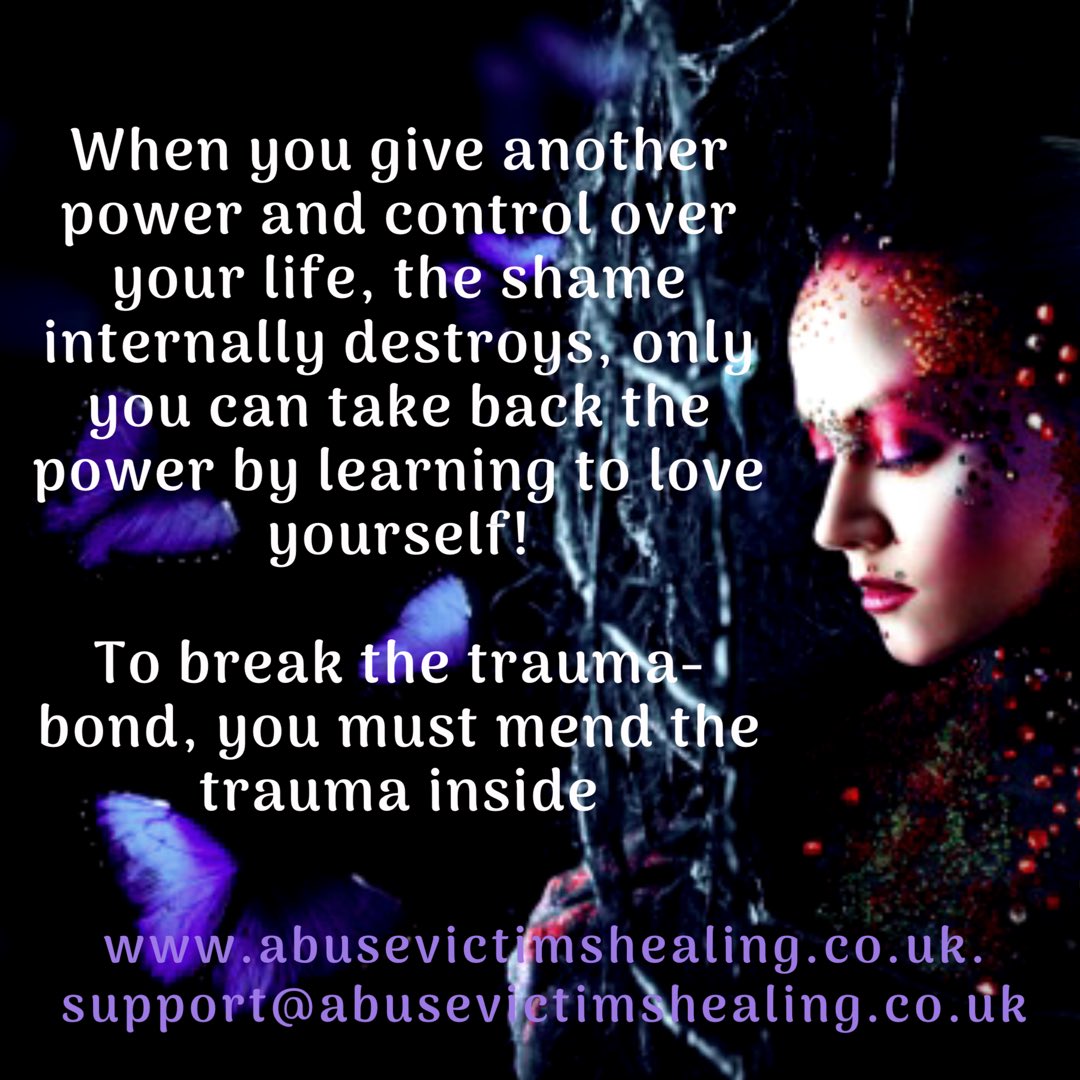 When you give another
power and control over
your life, the shame
internally destroys, only
you can take back the
power by learning to love
yourself!
To break the trauma-
bond, you must mend the
trauma inside
www.abusevictimshealing.co.uk.
support@abusevictimshealing.co.uk